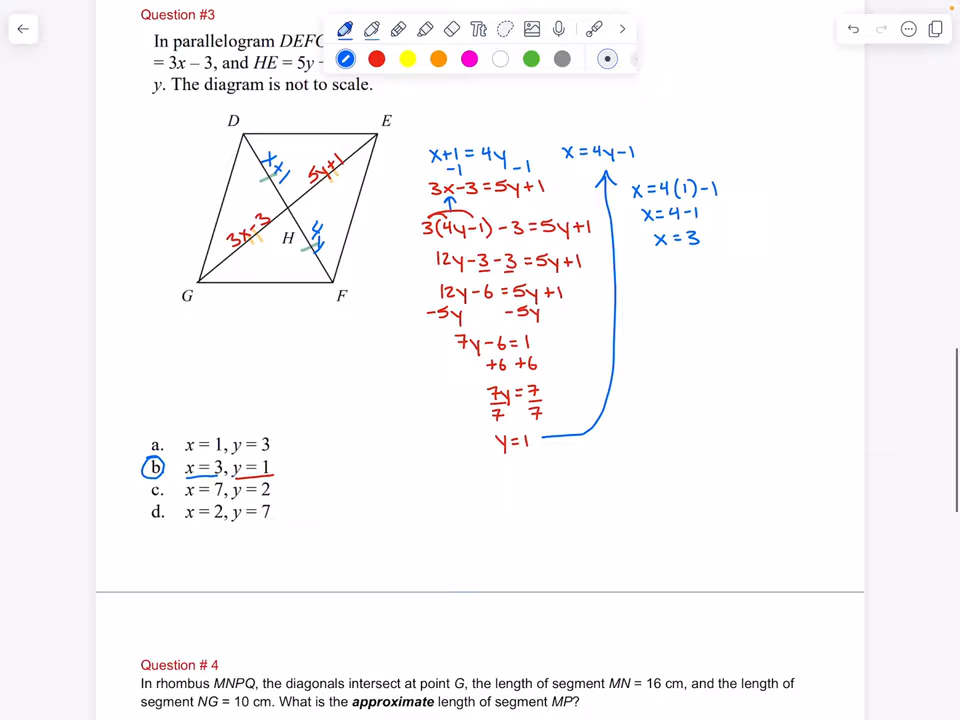 Question #3
In parallelogram DEFG
= 3x – 3, and HE = 5y
y. The diagram is not to scale.
Tt
D
E
x+1
5y+1
3x-3
H
4y
G
F
x+1 = 4y
-1 -1
3x-3 = 5y+1
3(4y-1) -3 = 5y+1
12y-3-3 = 5y+1
12y-6 = 5y+1
-5y -5y
7y-6 = 1
+6 +6
7y = 7
7 7
y = 1
x = 4y-1
x = 4(1)-1
x = 4-1
x = 3
a. x = 1, y = 3
b. x = 3, y = 1
c. x = 7, y = 2
d. x = 2, y = 7
Question # 4
In rhombus MNPQ, the diagonals intersect at point G, the length of segment MN = 16 cm, and the length of
segment NG = 10 cm. What is the approximate length of segment MP?